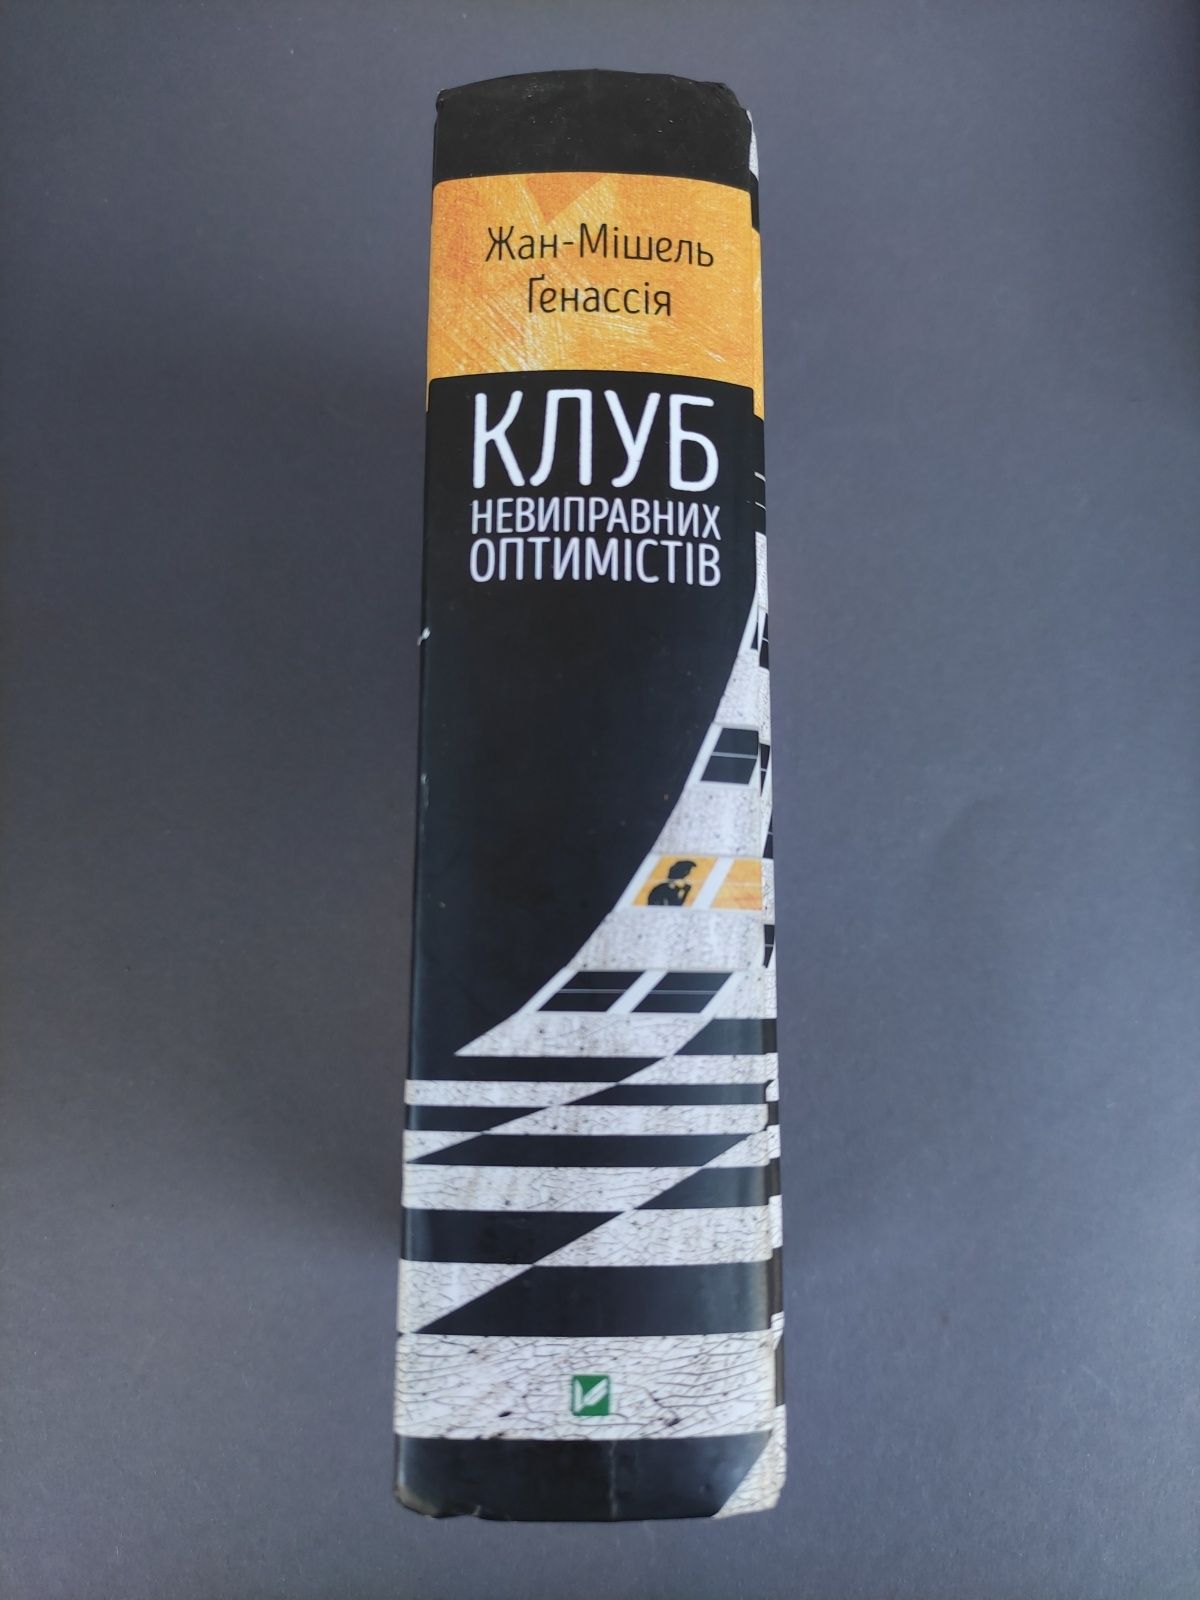 Жан-Мішель
Ґенассія
КЛУБ
НЕВИПРАВНИХ
ОПТИМІСТІВ